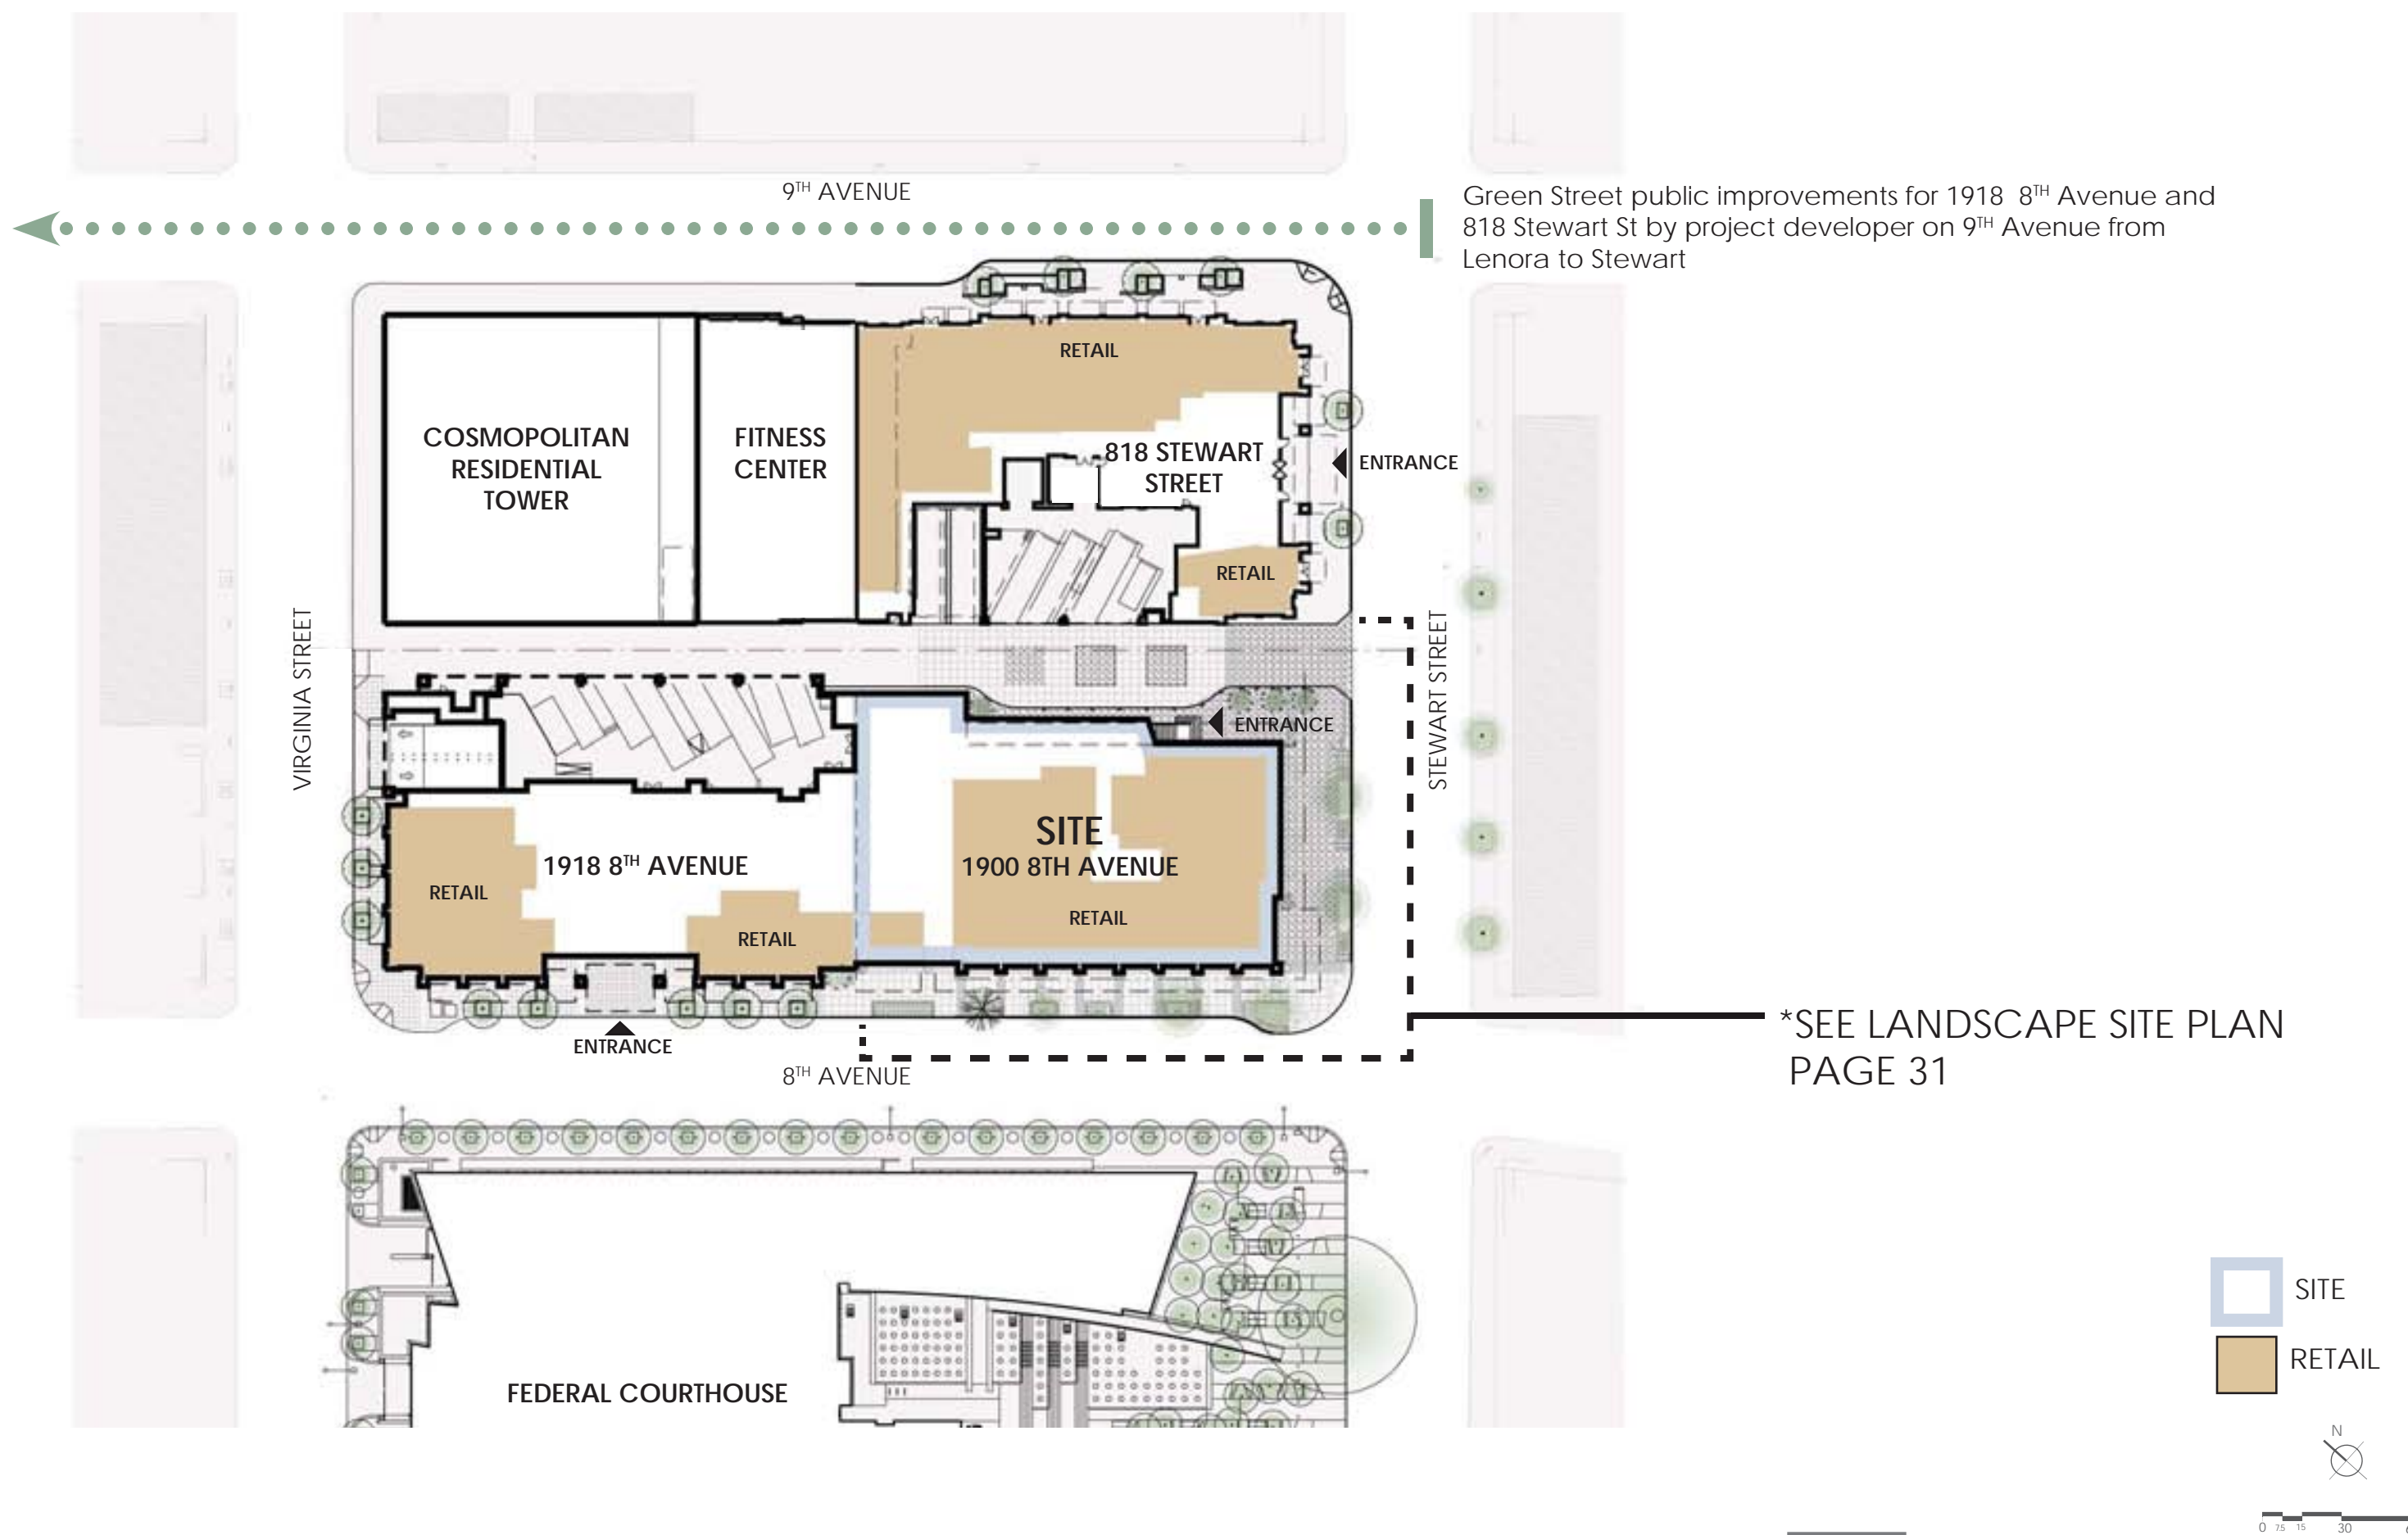 9TH AVENUE
Green Street public improvements for 1918 8TH Avenue and
818 Stewart St by project developer on 9TH Avenue from
Lenora to Stewart
RETAIL
COSMOPOLITAN
RESIDENTIAL
TOWER
FITNESS
CENTER
818 STEWART
STREET
ENTRANCE
RETAIL
VIRGINIA STREET
STEWART STREET
ENTRANCE
SITE
1900 8TH AVENUE
RETAIL
1918 8TH AVENUE
RETAIL
RETAIL
ENTRANCE
8TH AVENUE
*SEE LANDSCAPE SITE PLAN
PAGE 31
FEDERAL COURTHOUSE
SITE
RETAIL
N
0 7.5 15 30